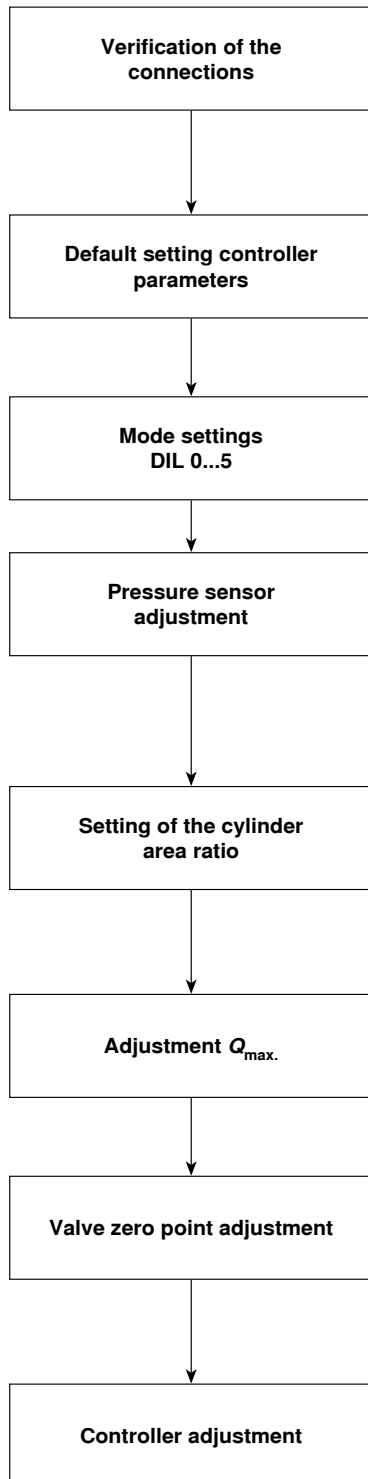 Verification of the
connections
Default setting controller
parameters
Mode settings
DIL 0...5
Pressure sensor
adjustment
Setting of the cylinder
area ratio
Adjustment Qmax.
Valve zero point adjustment
Controller adjustment